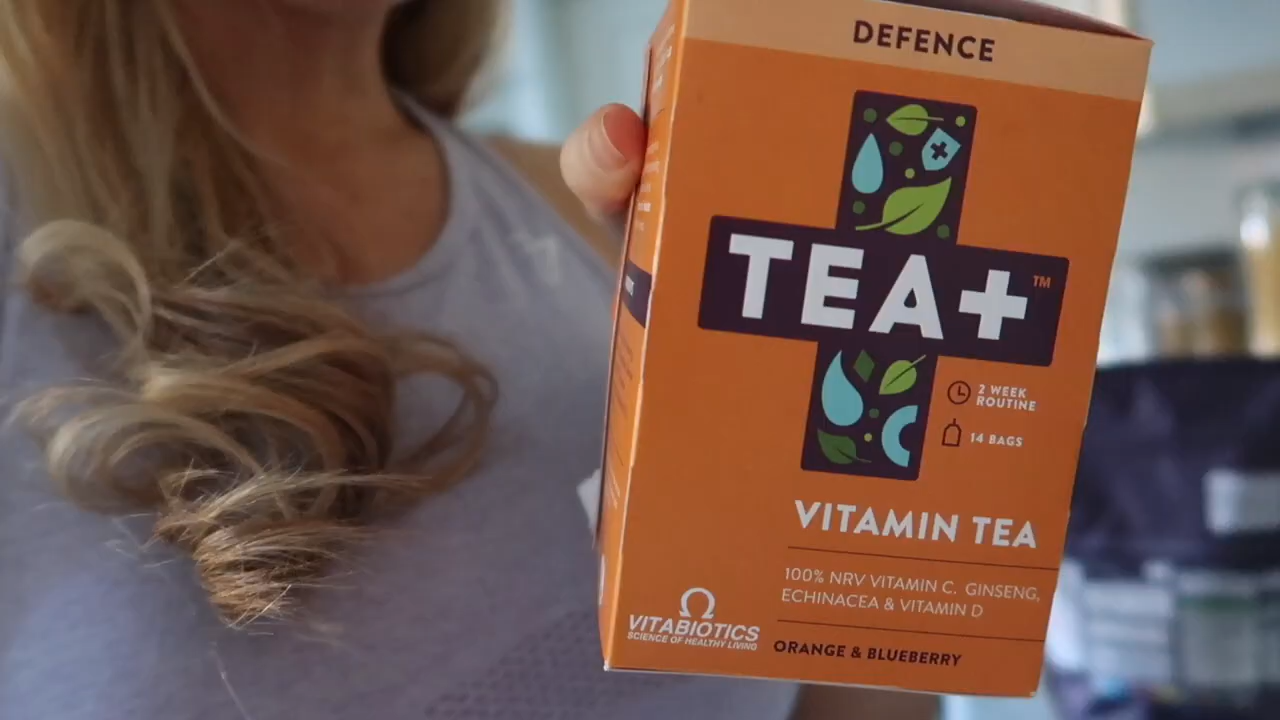 DEFENCE
TEA+™
2 WEEK
ROUTINE
14 BAGS
VITAMIN TEA
100% NRV VITAMIN C, GINSENG,
ECHINACEA & VITAMIN D
VITABIOTICS
SCIENCE OF HEALTHY LIVING
ORANGE & BLUEBERRY